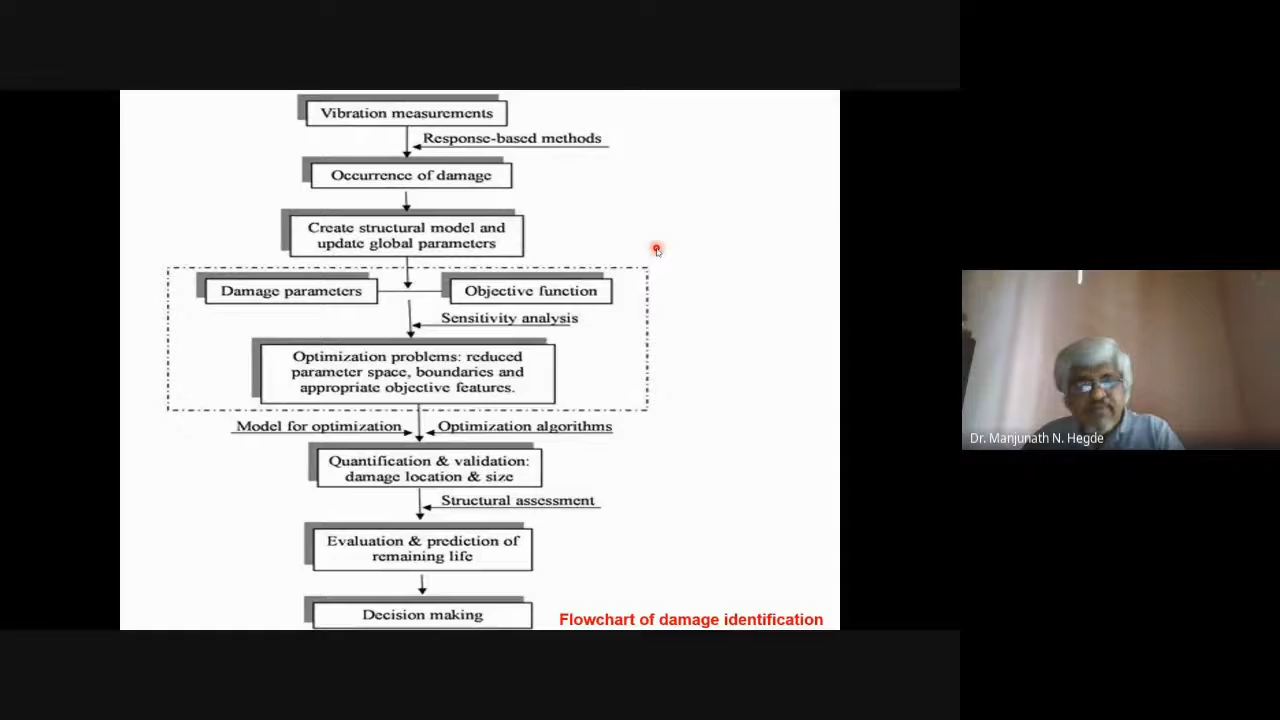 Vibration measurements
Response-based methods
Occurrence of damage
Create structural model and
update global parameters
Damage parameters
Objective function
Sensitivity analysis
Optimization problems: reduced
parameter space, boundaries and
appropriate objective features.
Model for optimization
Optimization algorithms
Quantification & validation:
damage location & size
Structural assessment
Evaluation & prediction of
remaining life
Decision making
Flowchart of damage identification
Dr. Manjunath N. Hegde